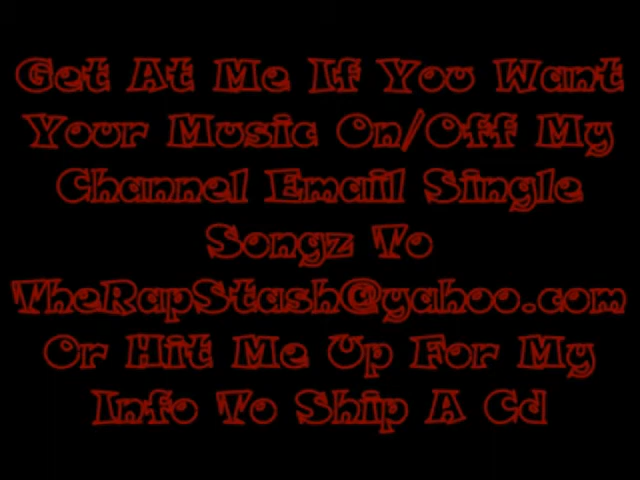 Get At Me If You Want
Your Music On/Off My
Channel Email Single
Songz To
TheRapStash@yahoo.com
Or Hit Me Up For My
Info To Ship A Cd